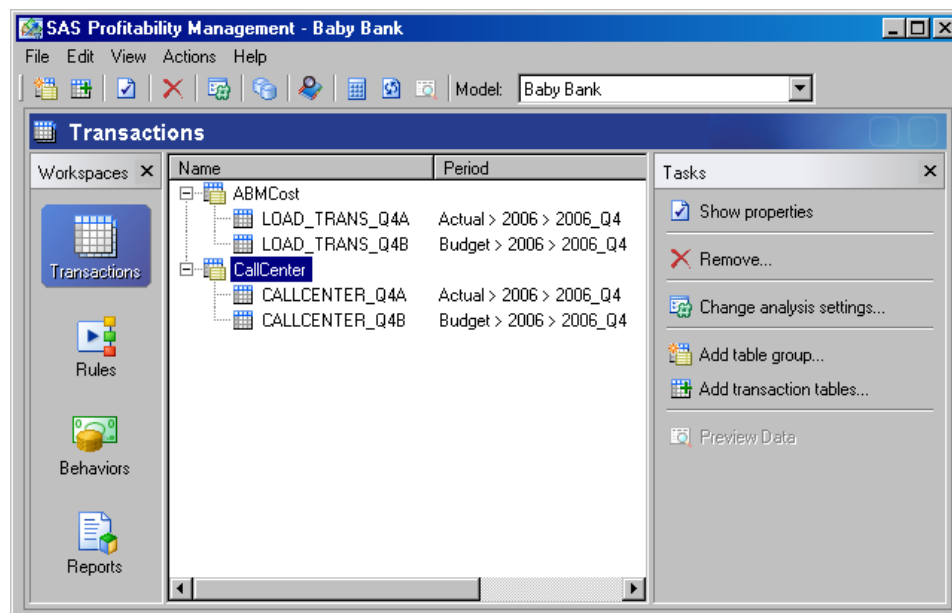 SAS Profitability Management - Baby Bank
File Edit View Actions Help
Model: Baby Bank
Transactions
Workspaces
Transactions
Rules
Behaviors
Reports
Name Period
ABMCost
LOAD_TRANS_Q4A Actual > 2006 > 2006_Q4
LOAD_TRANS_Q4B Budget > 2006 > 2006_Q4
CallCenter
CALLCENTER_Q4A Actual > 2006 > 2006_Q4
CALLCENTER_Q4B Budget > 2006 > 2006_Q4
Tasks
Show properties
Remove...
Change analysis settings...
Add table group...
Add transaction tables...
Preview Data